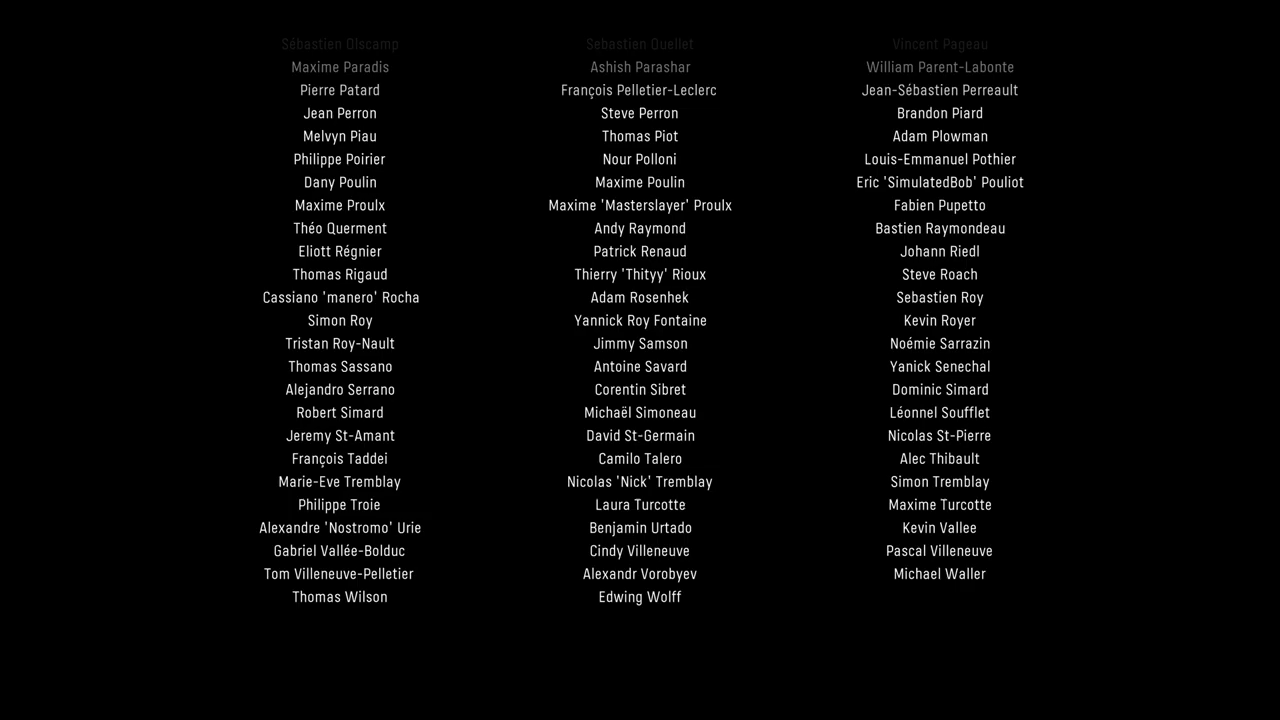 Sébastien Olscamp Sebastien Ouellet Vincent Pageau
Maxime Paradis Ashish Parashar William Parent-Labonte
Pierre Patard François Pelletier-Leclerc Jean-Sébastien Perreault
Jean Perron Steve Perron Brandon Piard
Melvyn Piau Thomas Piot Adam Plowman
Philippe Poirier Nour Polloni Louis-Emmanuel Pothier
Dany Poulin Maxime Poulin Eric 'SimulatedBob' Pouliot
Maxime Proulx Maxime 'Masterslayer' Proulx Fabien Pupetto
Théo Querment Andy Raymond Bastien Raymondeau
Eliott Régnier Patrick Renaud Johann Riedl
Thomas Rigaud Thierry 'Thityy' Rioux Steve Roach
Cassiano 'manero' Rocha Adam Rosenhek Sebastien Roy
Simon Roy Yannick Roy Fontaine Kevin Royer
Tristan Roy-Nault Jimmy Samson Noémie Sarrazin
Thomas Sassano Antoine Savard Yanick Senechal
Alejandro Serrano Corentin Sibret Dominic Simard
Robert Simard Michaël Simoneau Léonnel Soufflet
Jeremy St-Amant David St-Germain Nicolas St-Pierre
François Taddei Camilo Talero Alec Thibault
Marie-Eve Tremblay Nicolas 'Nick' Tremblay Simon Tremblay
Philippe Troie Laura Turcotte Maxime Turcotte
Alexandre 'Nostromo' Urie Benjamin Urtado Kevin Vallee
Gabriel Vallée-Bolduc Cindy Villeneuve Pascal Villeneuve
Tom Villeneuve-Pelletier Alexandr Vorobyev Michael Waller
Thomas Wilson Edwing Wolff